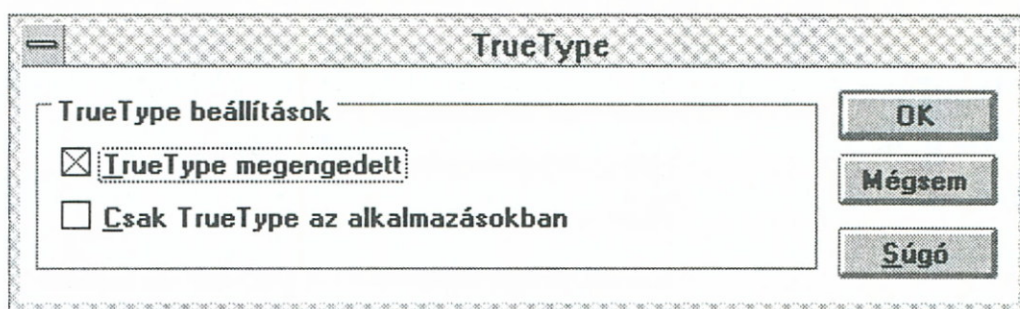 TrueType
TrueType beállítások
TrueType megengedett
Csak TrueType az alkalmazásokban
OK
Mégsem
Súgó